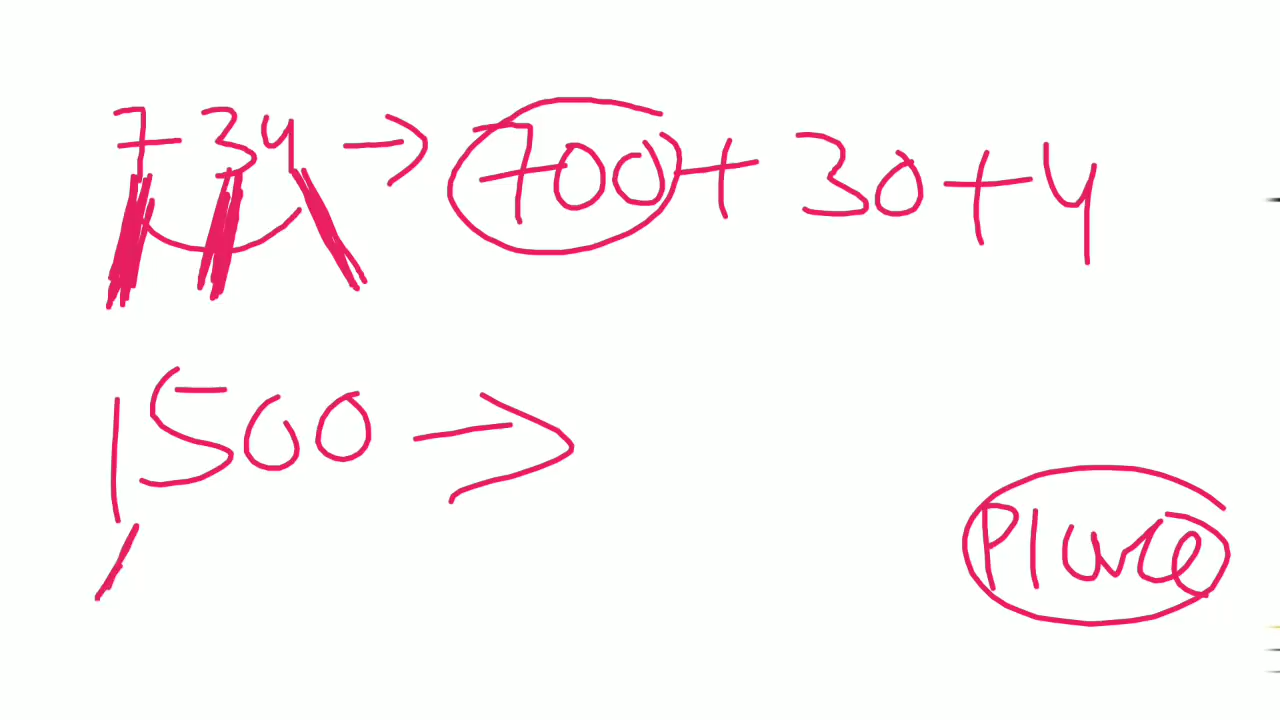 734 → 700 + 30 + 4
1500 →
Place